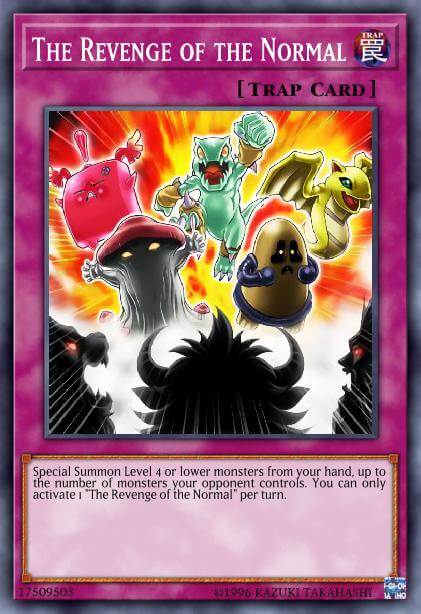 THE REVENGE OF THE NORMAL
TRAP
罠
[TRAP CARD]
Special Summon Level 4 or lower monsters from your hand, up to
the number of monsters your opponent controls. You can only
activate 1 "The Revenge of the Normal" per turn.
17509503
©1996 KAZUKI TAKAHASHI